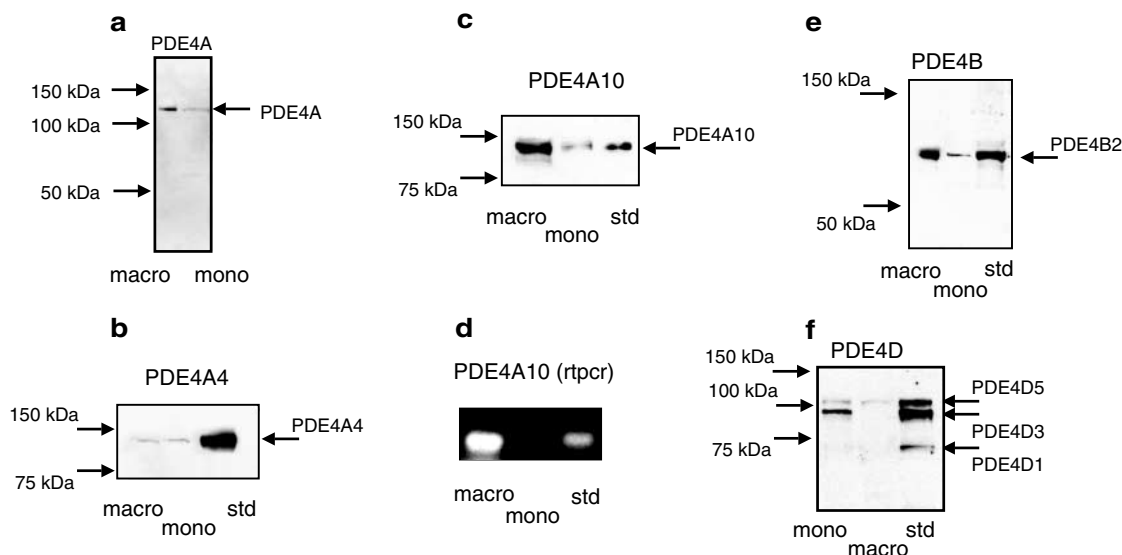 a
PDE4A
150 kDa
100 kDa
50 kDa
PDE4A
macro mono
b
PDE4A4
150 kDa
75 kDa
PDE4A4
macro
mono
std
c
PDE4A10
150 kDa
75 kDa
PDE4A10
macro
mono
std
d
PDE4A10 (rtpcr)
macro
mono
std
e
PDE4B
150 kDa
50 kDa
PDE4B2
macro
mono
std
f
PDE4D
150 kDa
100 kDa
75 kDa
PDE4D5
PDE4D3
PDE4D1
mono
macro
std